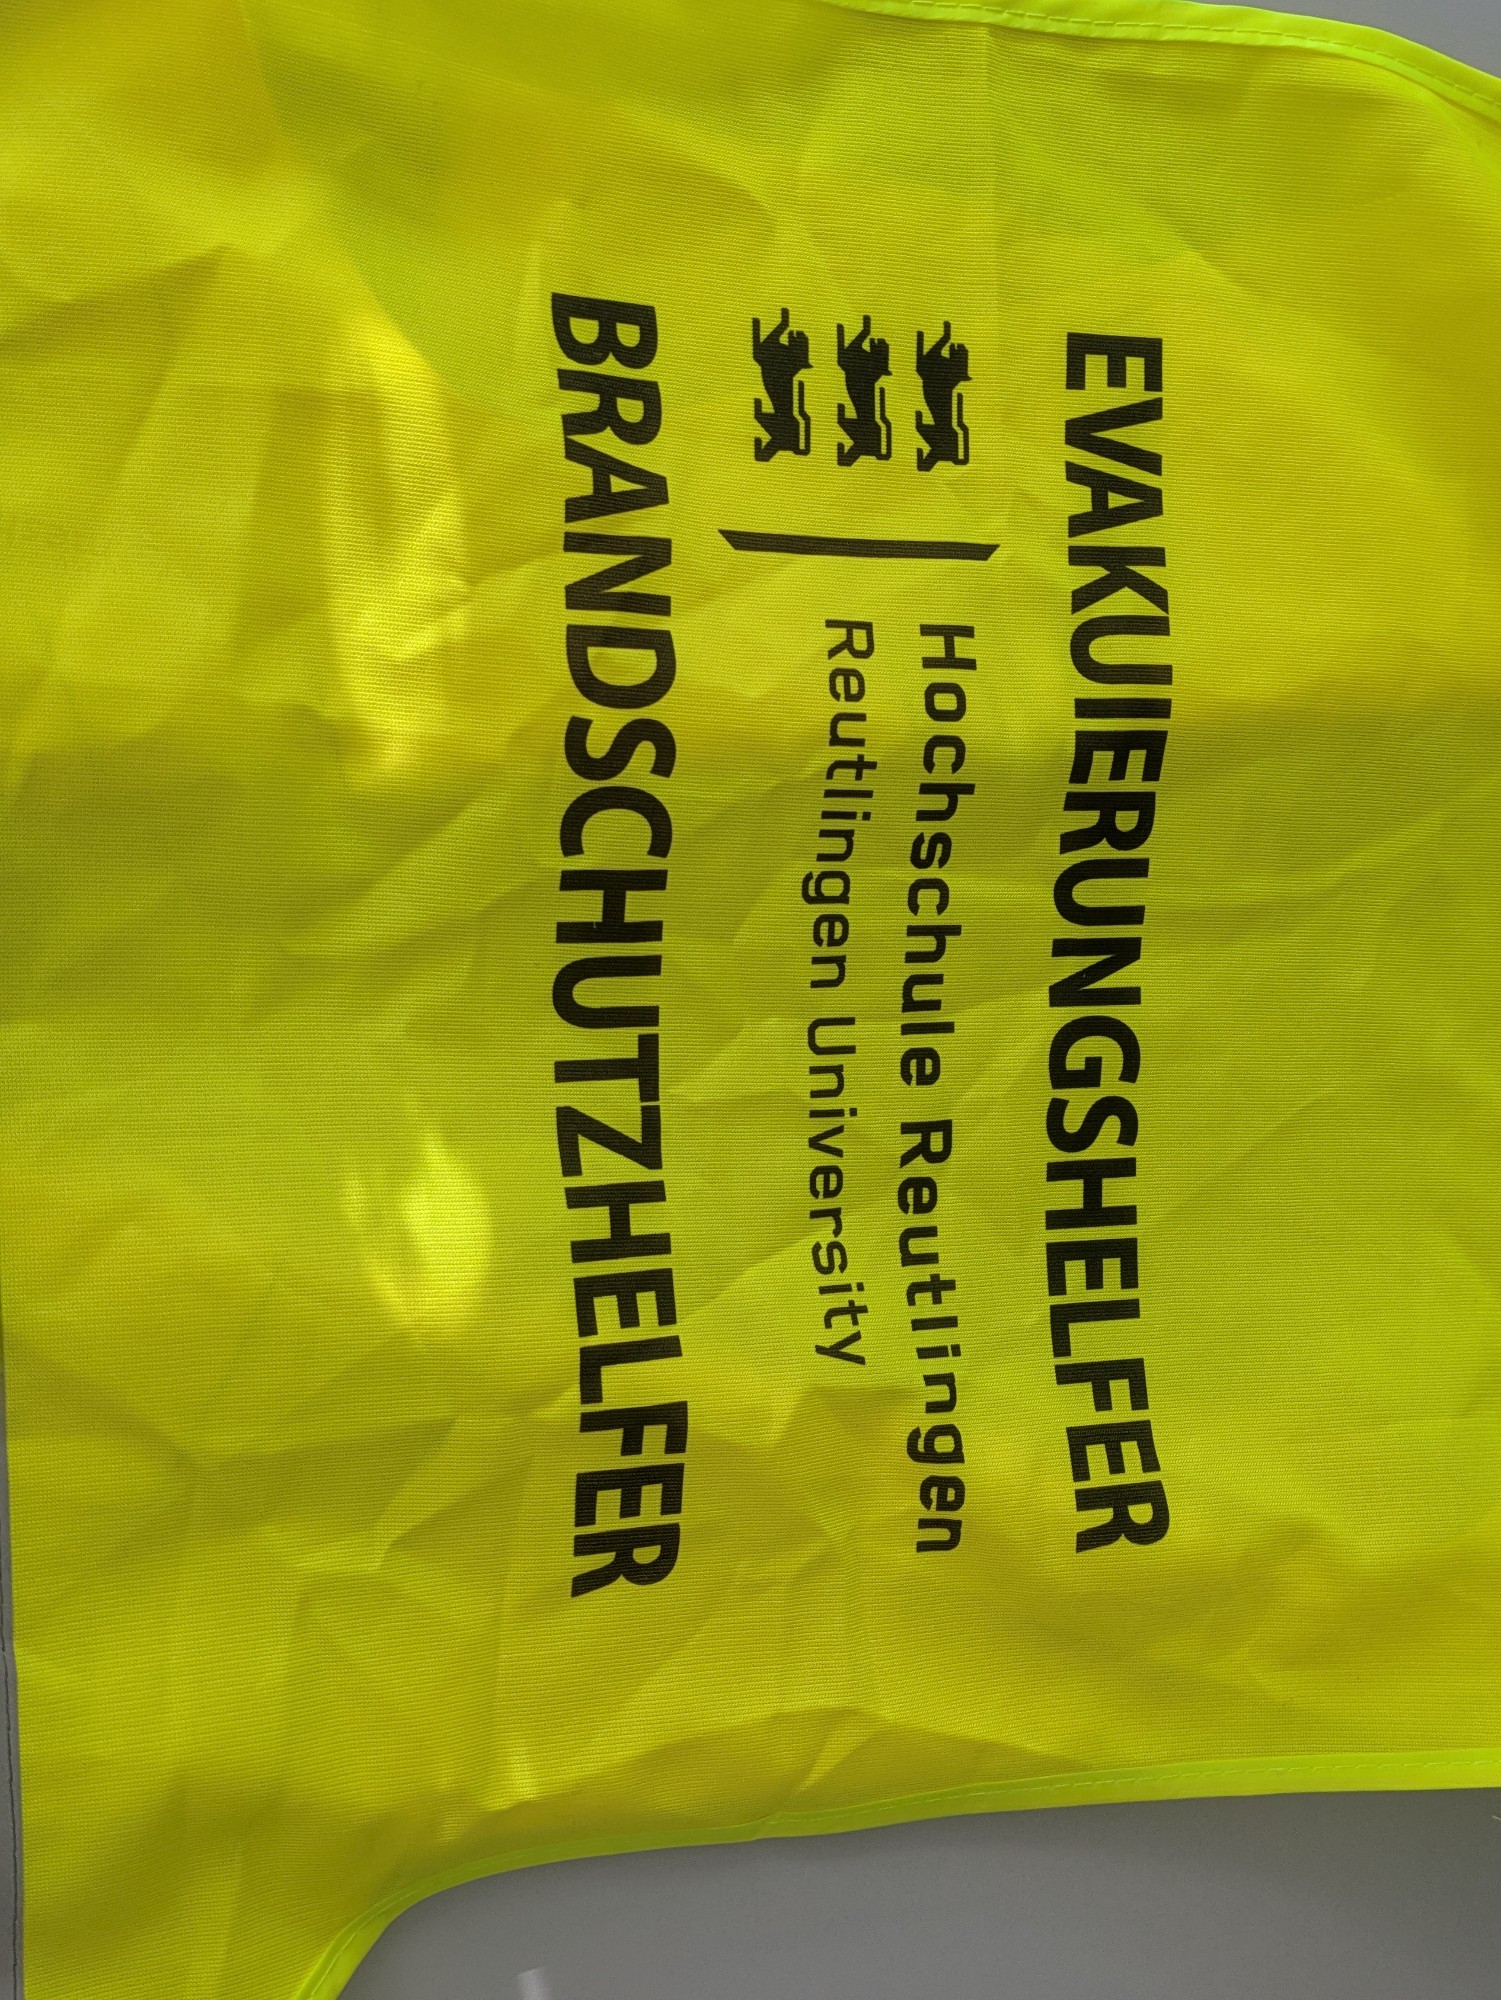 EVAKUIERUNGSHELFER
Hochschule Reutlingen
Reutlingen University
BRANDSCHUTZHELFER